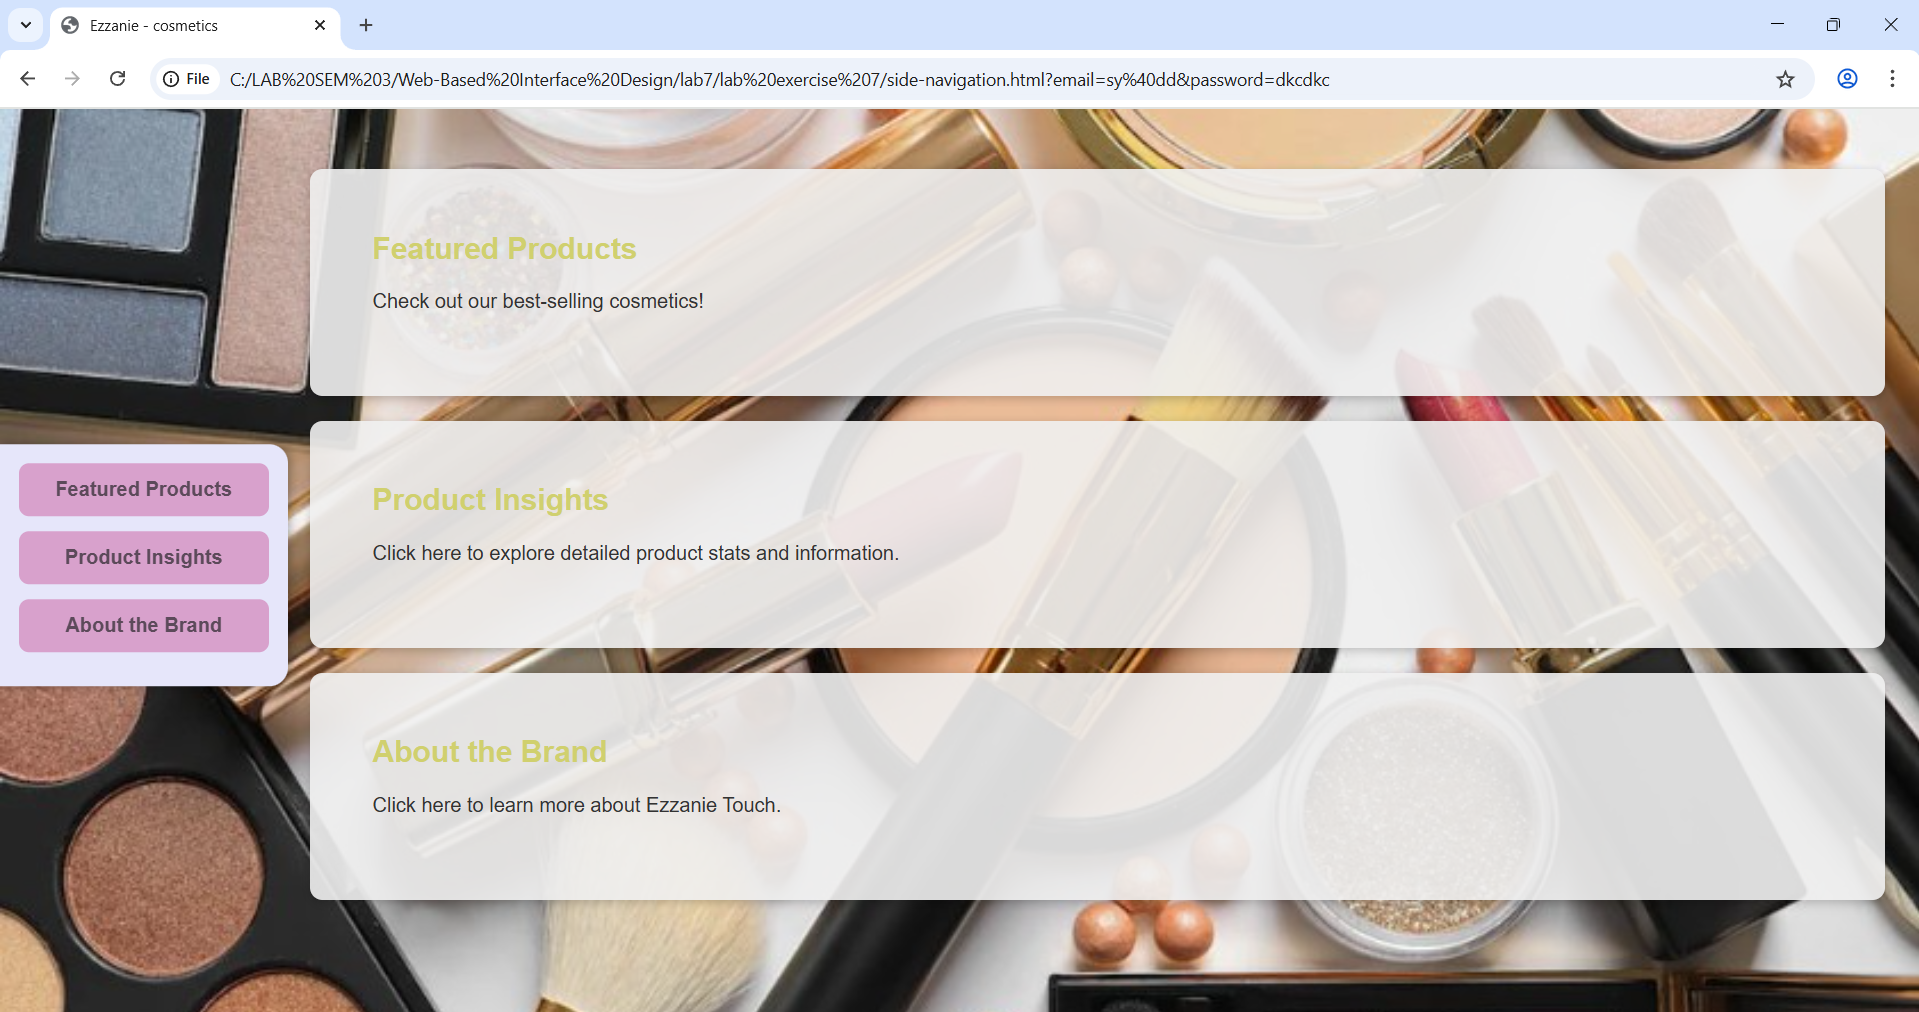 Ezzanie - cosmetics
File
C:/LAB%20SEM%203/Web-Based%20Interface%20Design/lab7/lab%20exercise%207/side-navigation.html?email=sy%40dd&password=dkcdkc
Featured Products
Product Insights
About the Brand
Featured Products
Check out our best-selling cosmetics!
Product Insights
Click here to explore detailed product stats and information.
About the Brand
Click here to learn more about Ezzanie Touch.